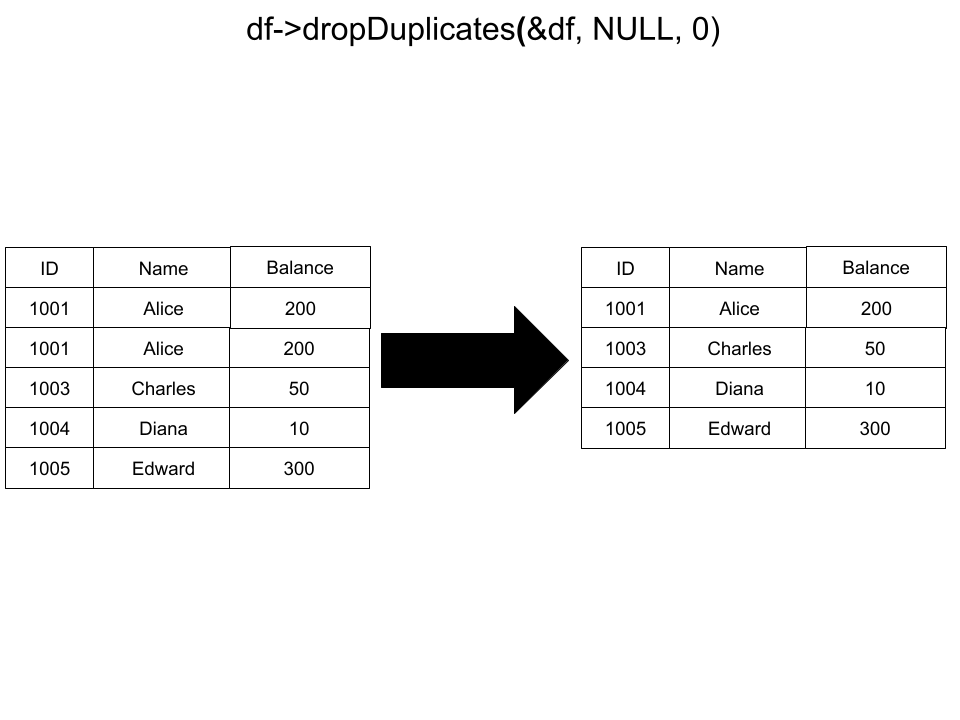 df->dropDuplicates(&df, NULL, 0)
ID Name Balance
1001 Alice 200
1001 Alice 200
1003 Charles 50
1004 Diana 10
1005 Edward 300
ID Name Balance
1001 Alice 200
1003 Charles 50
1004 Diana 10
1005 Edward 300